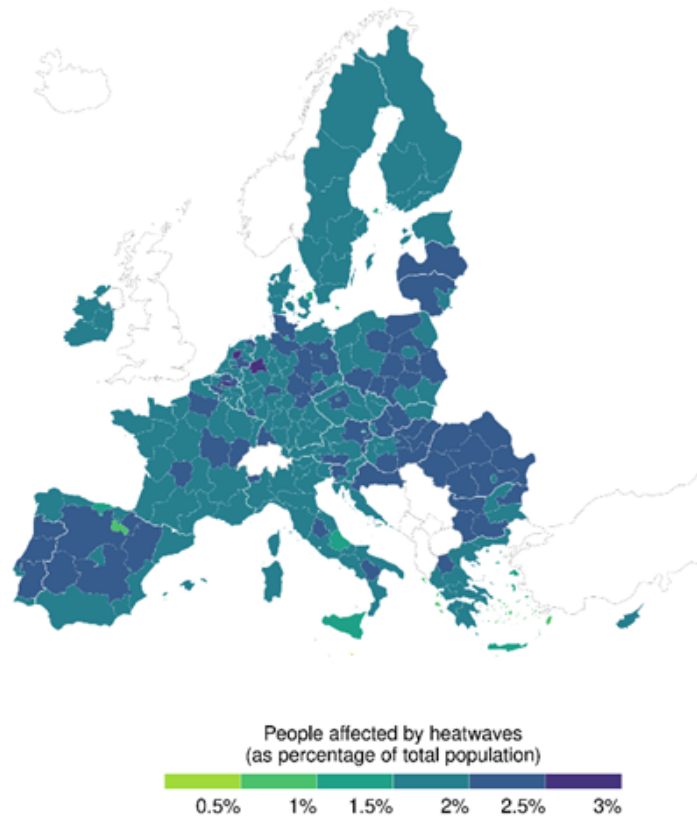 People affected by heatwaves
(as percentage of total population)
0.5% 1% 1.5% 2% 2.5% 3%